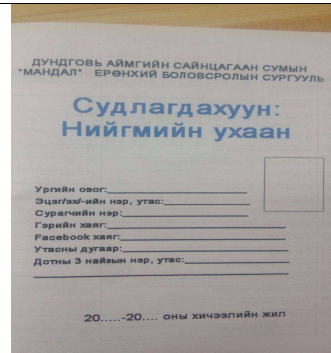 ДУНДГОВЬ АЙМГИЙН САЙНЦАГААН СУМЫН
"МАНДАЛ" ЕРӨНХИЙ БОЛОВСРОЛЫН СУРГУУЛЬ
Судлагдахуун:
Нийгмийн ухаан
Ургийн овог:
Эцэг/эх/-ийн нэр, утас:
Сурагчийн нэр:
Гэрийн хаяг:
Facebook хаяг:
Утасны дугаар:
Дотны 3 найзын нэр, утас:
20.....-20.... оны хичээлийн жил